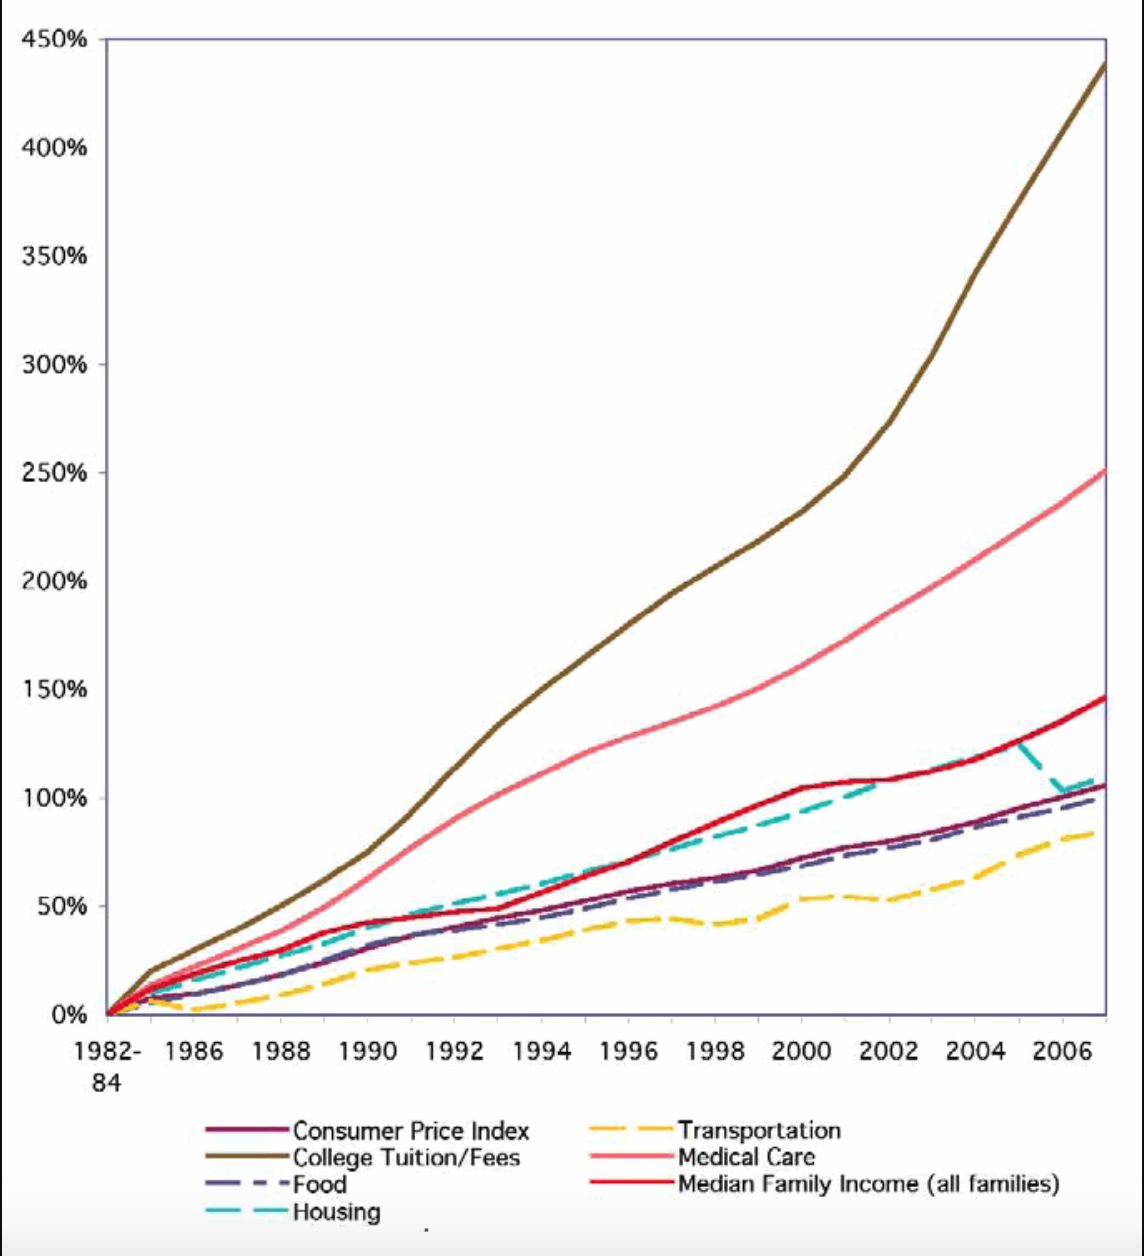 450%
400%
350%
300%
250%
200%
150%
100%
50%
0%
1982- 1986 1988 1990 1992 1994 1996 1998 2000 2002 2004 2006
84
Consumer Price Index Transportation
College Tuition/Fees Medical Care
Food Median Family Income (all families)
Housing